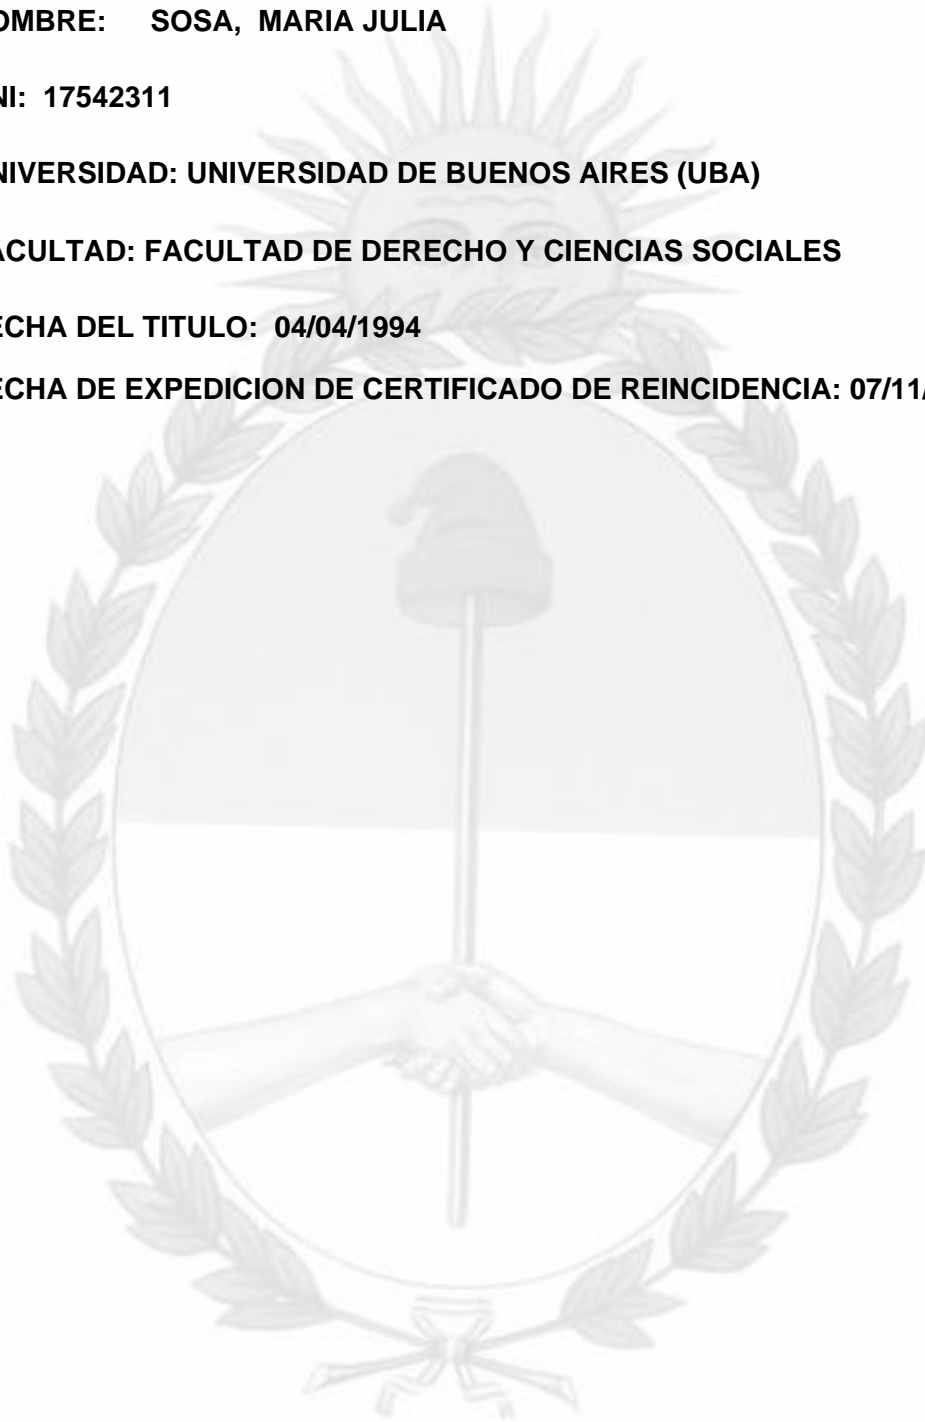 OMBRE: SOSA, MARIA JULIA
NI: 17542311
NIVERSIDAD: UNIVERSIDAD DE BUENOS AIRES (UBA)
ACULTAD: FACULTAD DE DERECHO Y CIENCIAS SOCIALES
ECHA DEL TITULO: 04/04/1994
ECHA DE EXPEDICION DE CERTIFICADO DE REINCIDENCIA: 07/11/